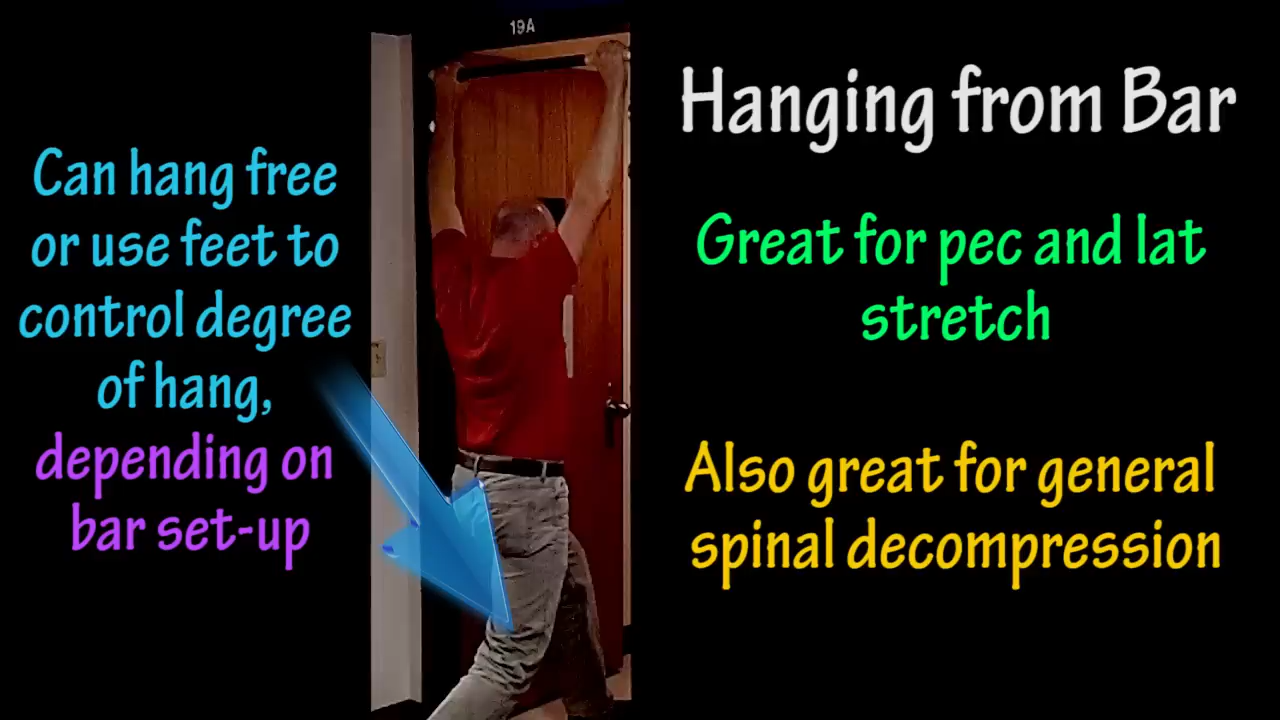 19A
Hanging from Bar
Can hang free
or use feet to
control degree
of hang,
depending on
bar set-up
Great for pec and lat
stretch
Also great for general
spinal decompression